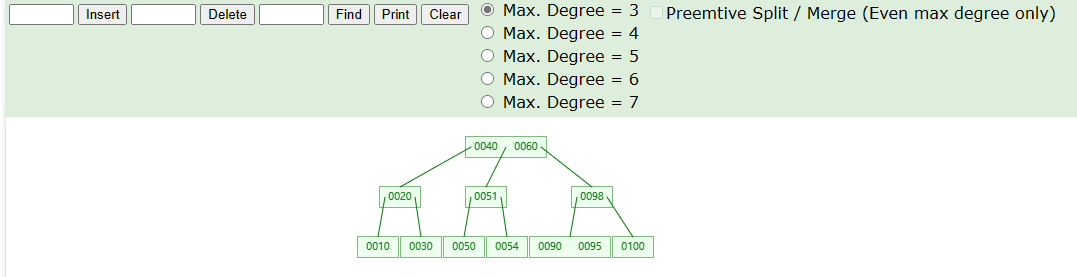 Insert Delete Find Print Clear Max. Degree = 3 Preemtive Split / Merge (Even max degree only)
Max. Degree = 4
Max. Degree = 5
Max. Degree = 6
Max. Degree = 7
0040 0060
0020 0051 0098
0010 0030 0050 0054 0090 0095 0100